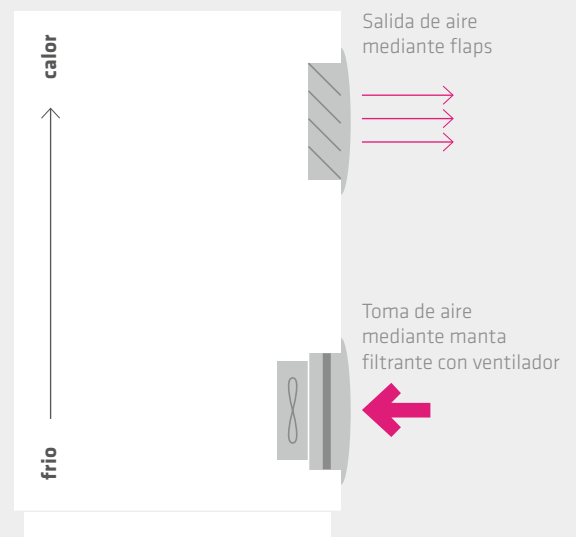 Salida de aire
mediante flaps
calor
Toma de aire
mediante manta
filtrante con ventilador
frio